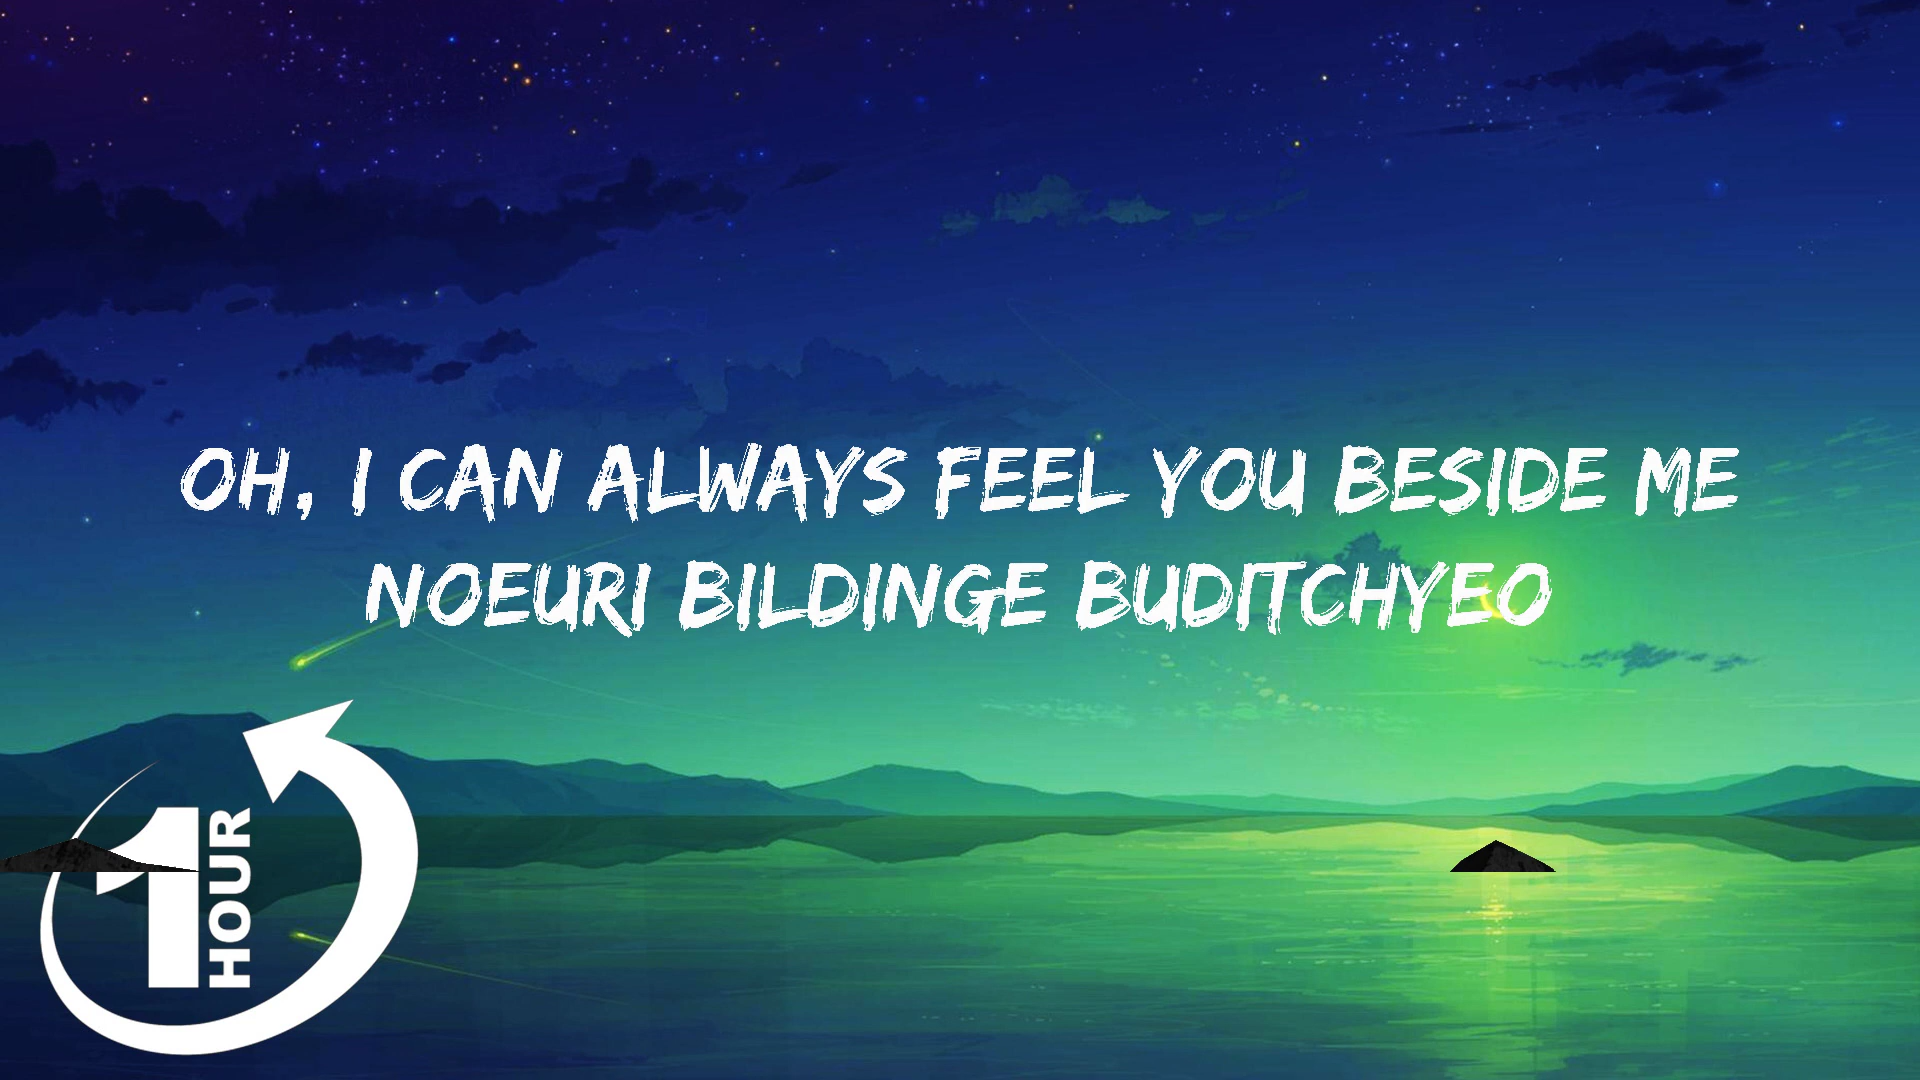 OH, I CAN ALWAYS FEEL YOU BESIDE ME
NOEURI BILDINGE BUDITCHYEO
1
HOUR